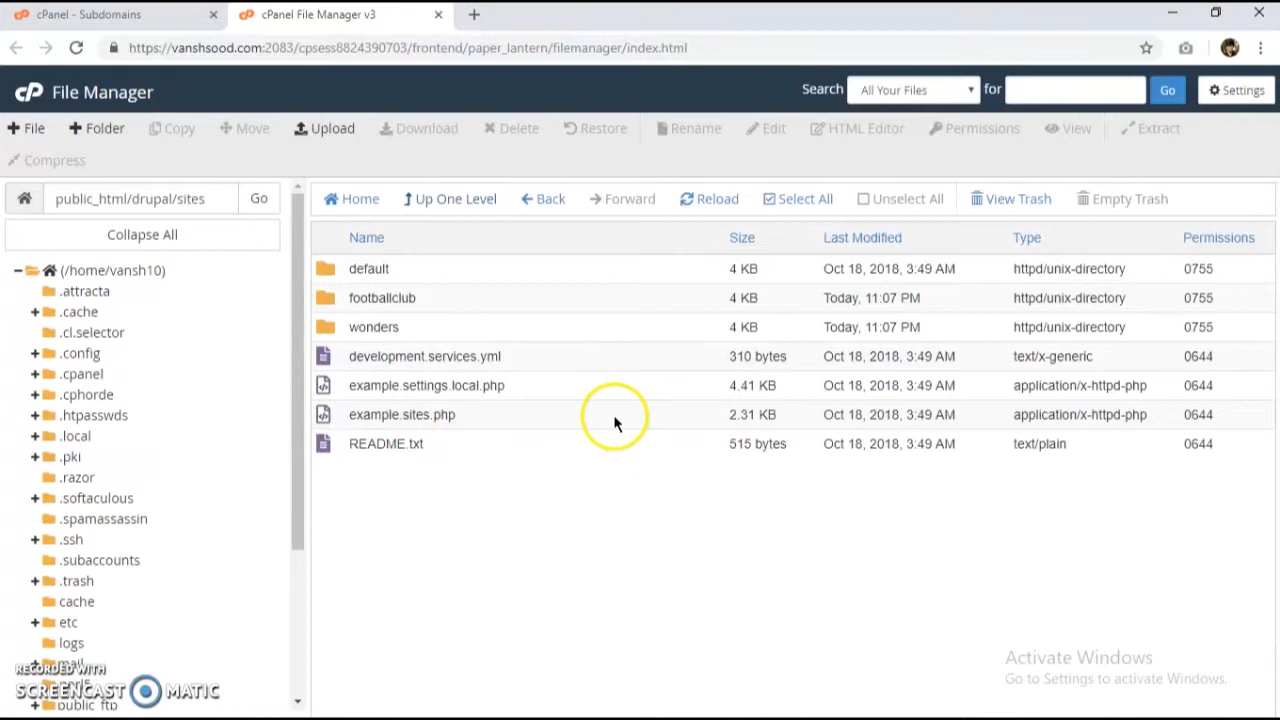 cPanel - Subdomains
cPanel File Manager v3
https://vanshsood.com:2083/cpsess8824390703/frontend/paper_lantern/filemanager/index.html
cP File Manager
Search All Your Files for Go Settings
File Folder Copy Move Upload Download Delete Restore Rename Edit HTML Editor Permissions View Extract
Compress
public_html/drupal/sites Go
Home Up One Level Back Forward Reload Select All Unselect All View Trash Empty Trash
Collapse All
(/home/vansh10)
.attracta
.cache
.cl.selector
.config
.cpanel
.cphorde
.htpasswds
.local
.pki
.razor
.softaculous
.spamassassin
.ssh
.subaccounts
.trash
cache
etc
logs
mail
public_ftp
Name Size Last Modified Type Permissions
default 4 KB Oct 18, 2018, 3:49 AM httpd/unix-directory 0755
footballclub 4 KB Today, 11:07 PM httpd/unix-directory 0755
wonders 4 KB Today, 11:07 PM httpd/unix-directory 0755
development.services.yml 310 bytes Oct 18, 2018, 3:49 AM text/x-generic 0644
example.settings.local.php 4.41 KB Oct 18, 2018, 3:49 AM application/x-httpd-php 0644
example.sites.php 2.31 KB Oct 18, 2018, 3:49 AM application/x-httpd-php 0644
README.txt 515 bytes Oct 18, 2018, 3:49 AM text/plain 0644
Activate Windows
Go to Settings to activate Windows.
RECORDED WITH
SCREENCAST MATIC